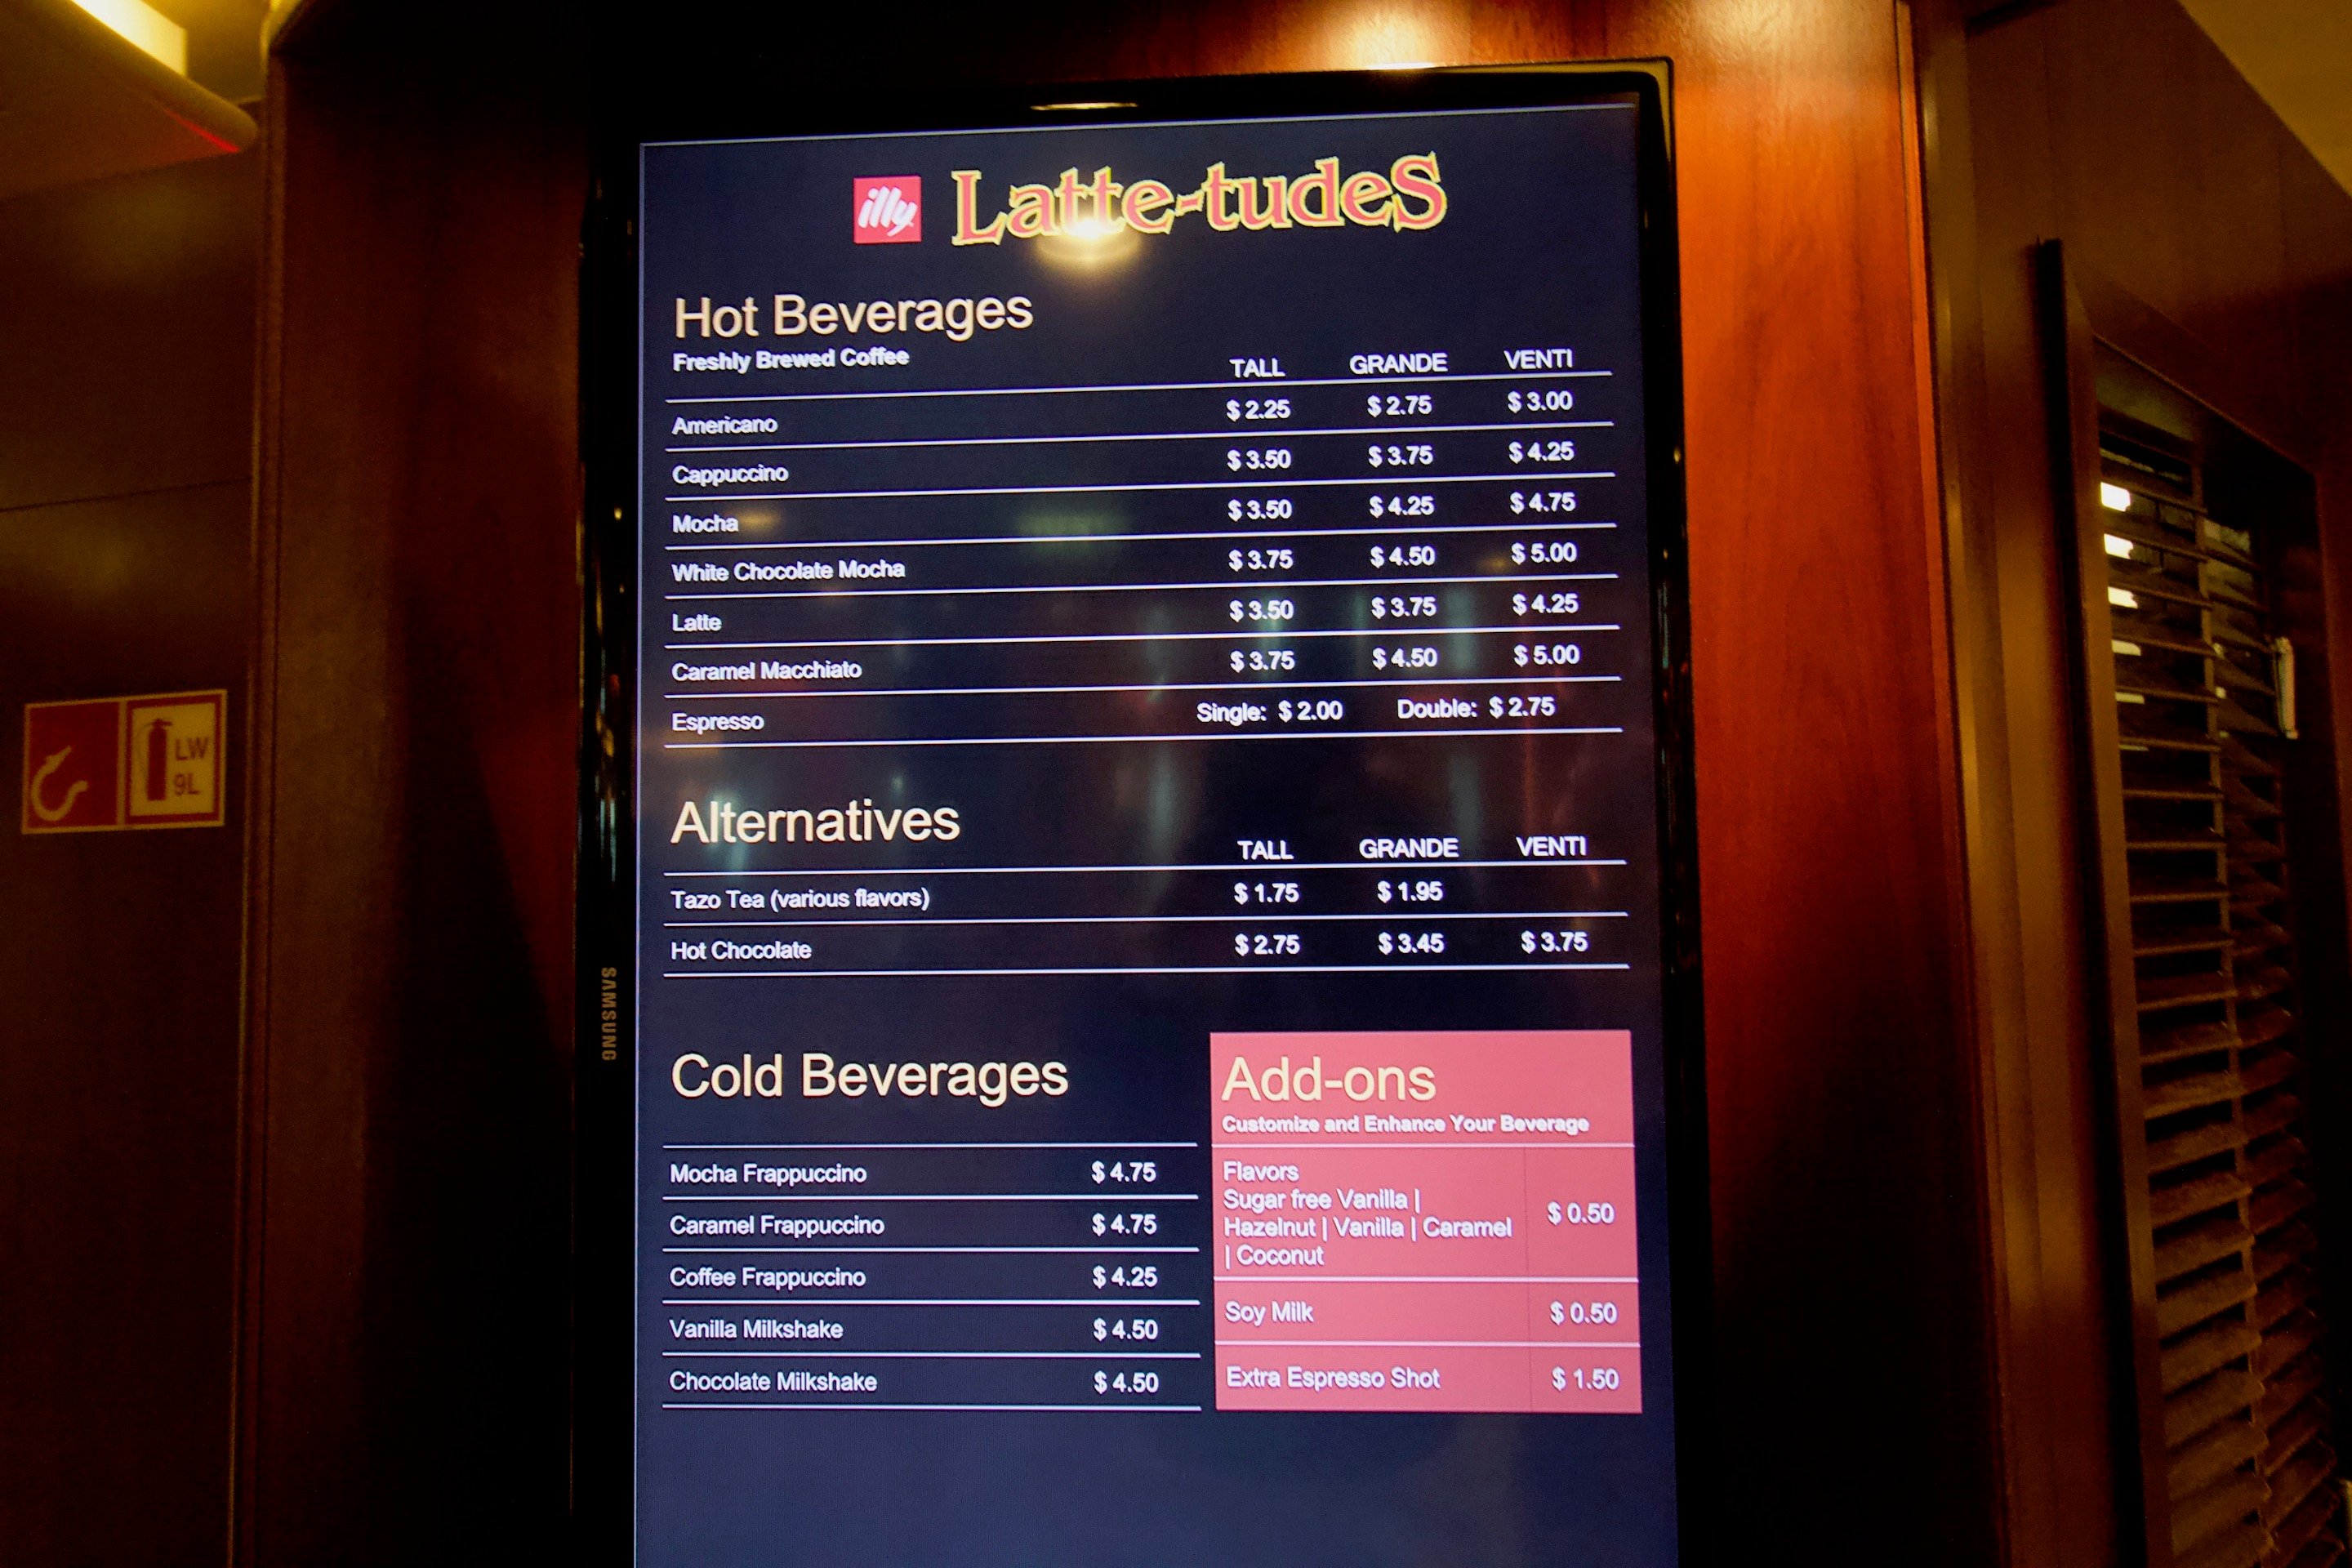 illy Latte-tudes
Hot Beverages
Freshly Brewed Coffee TALL GRANDE VENTI
Americano $ 2.25 $ 2.75 $ 3.00
Cappuccino $ 3.50 $ 3.75 $ 4.25
Mocha $ 3.50 $ 4.25 $ 4.75
White Chocolate Mocha $ 3.75 $ 4.50 $ 5.00
Latte $ 3.50 $ 3.75 $ 4.25
Caramel Macchiato $ 3.75 $ 4.50 $ 5.00
Espresso Single: $ 2.00 Double: $ 2.75
Alternatives
TALL GRANDE VENTI
Tazo Tea (various flavors) $ 1.75 $ 1.95
Hot Chocolate $ 2.75 $ 3.45 $ 3.75
Cold Beverages
Mocha Frappuccino $ 4.75
Caramel Frappuccino $ 4.75
Coffee Frappuccino $ 4.25
Vanilla Milkshake $ 4.50
Chocolate Milkshake $ 4.50
Add-ons
Customize and Enhance Your Beverage
Flavors
Sugar free Vanilla |
Hazelnut | Vanilla | Caramel $ 0.50
| Coconut
Soy Milk $ 0.50
Extra Espresso Shot $ 1.50
SAMSUNG
LW
9L